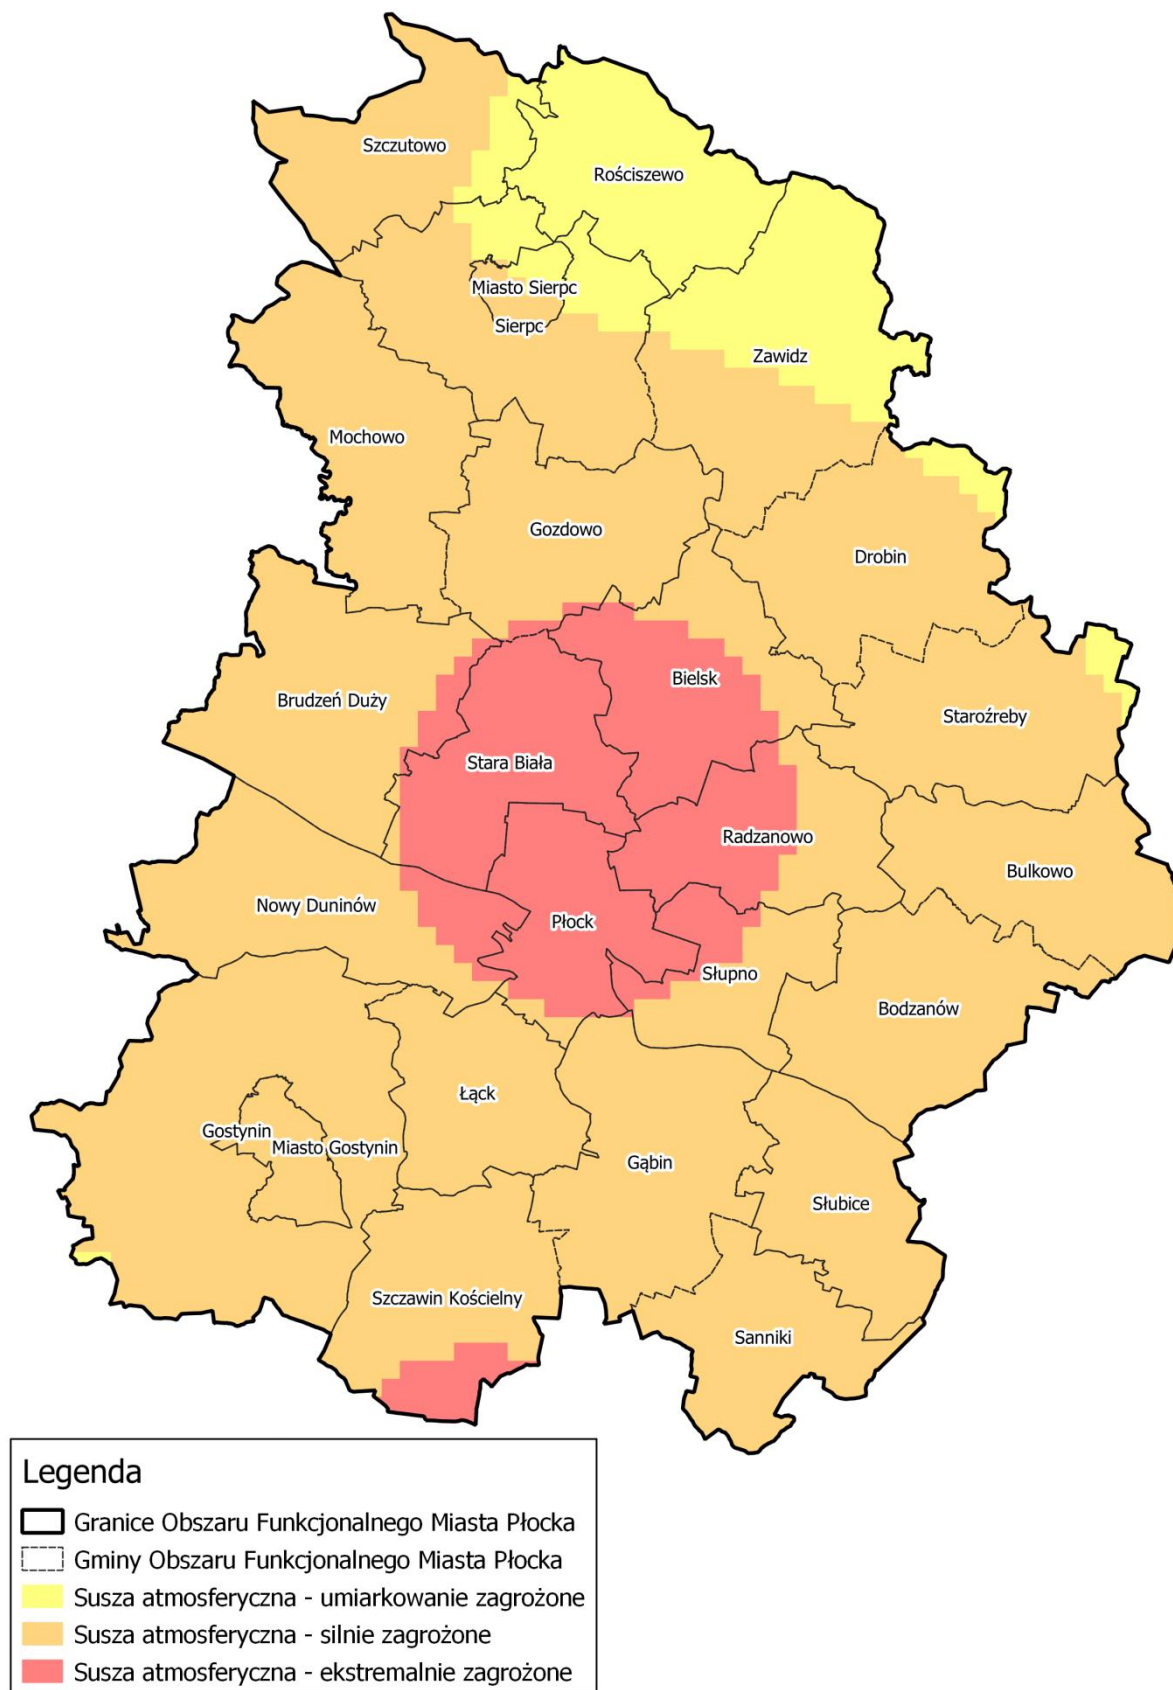 Szczutowo
Rościszewo
Miasto Sierpc
Sierpc
Zawidz
Mochowo
Gozdowo
Drobin
Bielsk
Brudzeń Duży
Staroźreby
Stara Biała
Radzanowo
Bulkowo
Nowy Duninów
Płock
Słupno
Bodzanów
Łąck
Gostynin
Miasto Gostynin
Gąbin
Słubice
Szczawin Kościelny
Sanniki
Legenda
Granice Obszaru Funkcjonalnego Miasta Płocka
Gminy Obszaru Funkcjonalnego Miasta Płocka
Susza atmosferyczna - umiarkowanie zagrożone
Susza atmosferyczna - silnie zagrożone
Susza atmosferyczna - ekstremalnie zagrożone